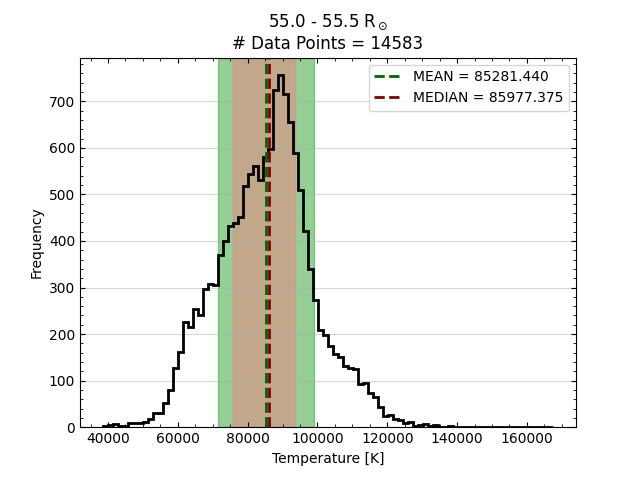 55.0 - 55.5 R⊙
# Data Points = 14583
MEAN = 85281.440
MEDIAN = 85977.375
Frequency
700
600
500
400
300
200
100
0
40000 60000 80000 100000 120000 140000 160000
Temperature [K]